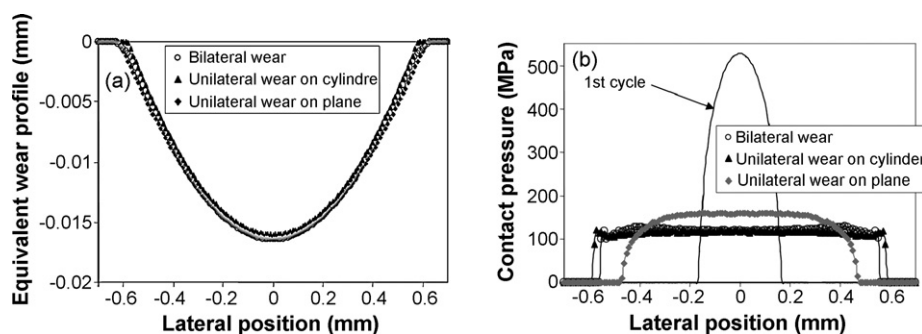 (a)
Bilateral wear
Unilateral wear on cylindre
Unilateral wear on plane
Equivalent wear profile (mm)
0
-0.005
-0.01
-0.015
-0.02
-0.6 -0.4 -0.2 0 0.2 0.4 0.6
Lateral position (mm)
(b)
1st cycle
Bilateral wear
Unilateral wear on cylinder
Unilateral wear on plane
Contact pressure (MPa)
500
400
300
200
100
0
-0.6 -0.4 -0.2 0 0.2 0.4 0.6
Lateral position (mm)